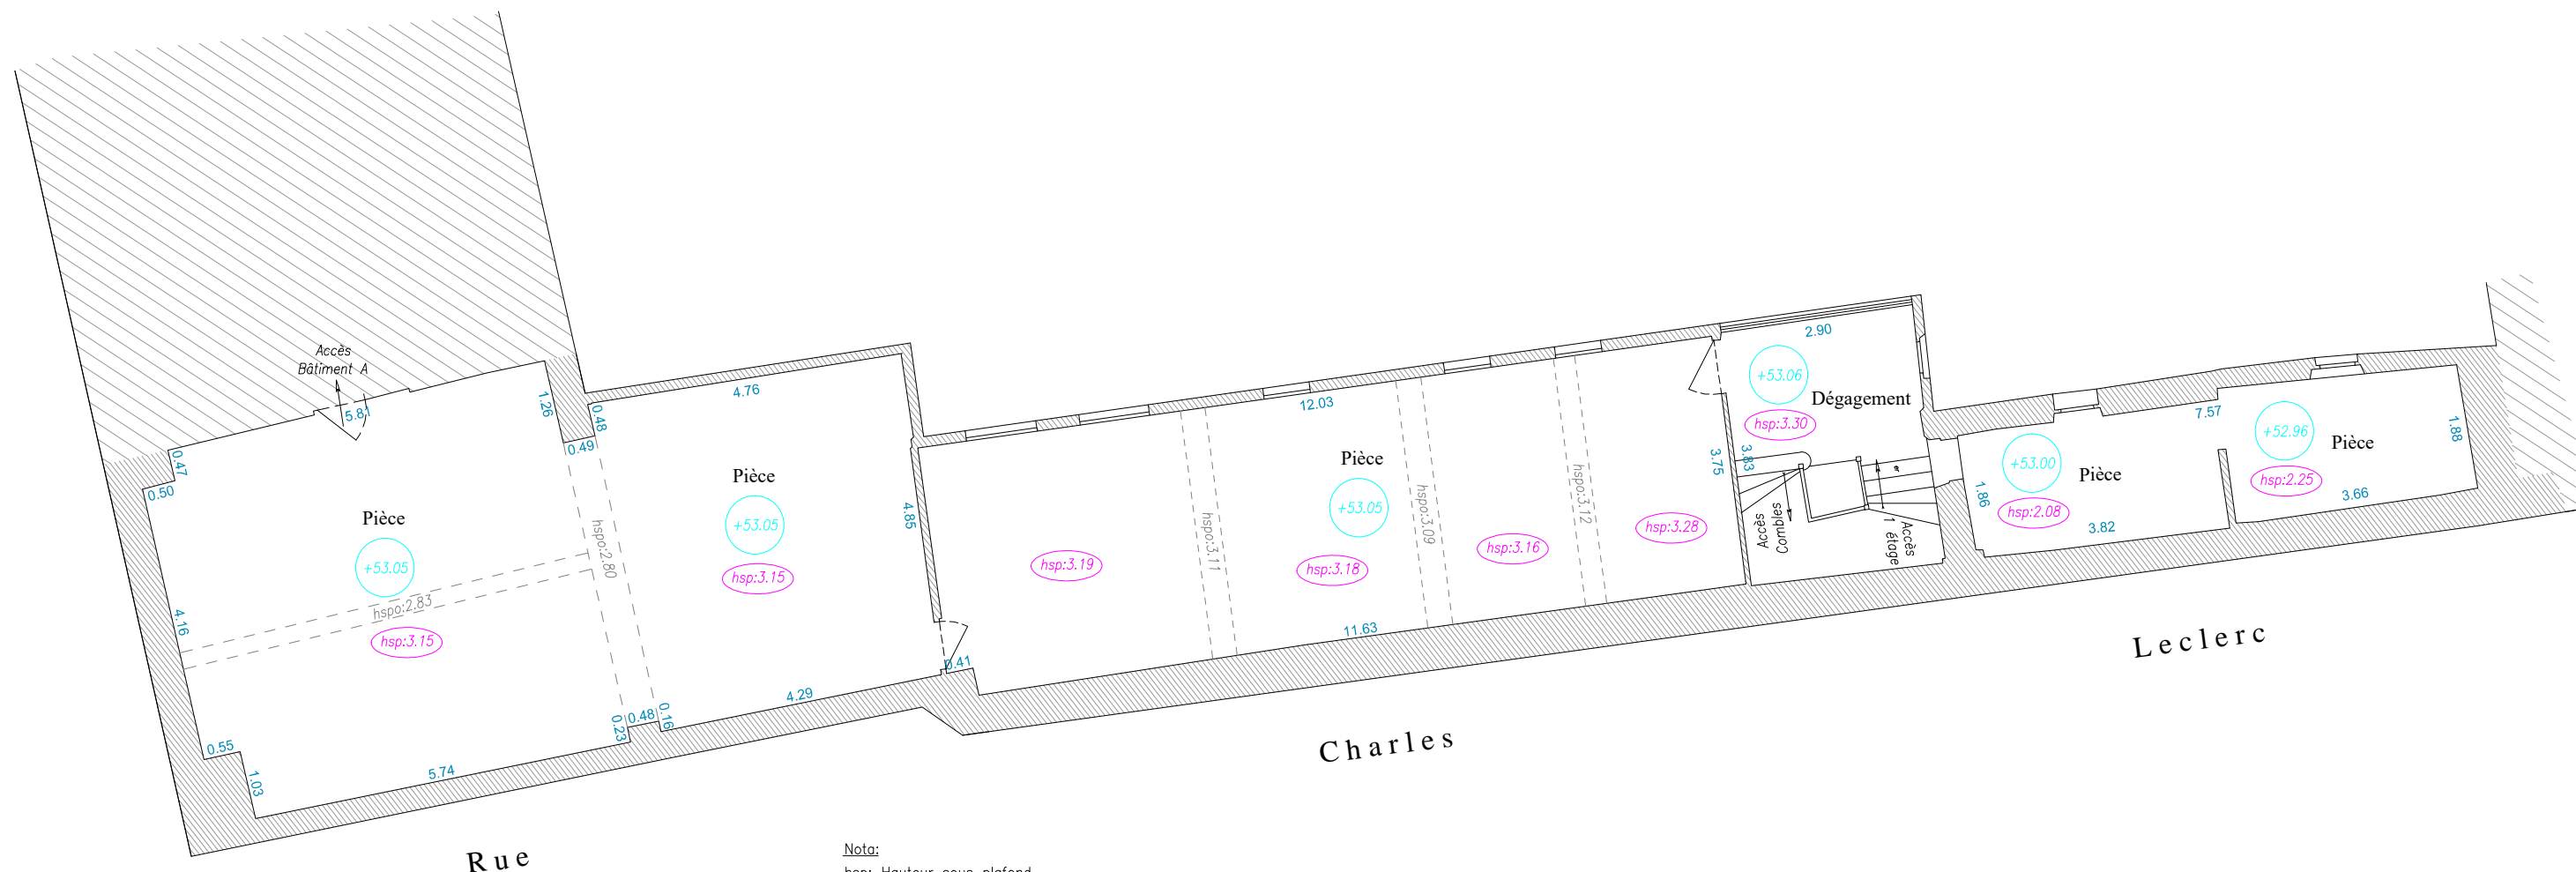 Accès
Bâtiment A
5.81
1.26
0.48
0.49
0.47
0.50
Pièce
+53.05
hspo:2.83
hsp:3.15
4.16
0.55
1.03
5.74
0.23
0.48
0.16
hspo:2.80
4.76
Pièce
+53.05
hsp:3.15
4.85
4.29
0.41
12.03
Pièce
+53.05
hsp:3.19
hspo:3.11
hsp:3.18
hspo:3.09
hsp:3.16
hspo:3.12
hsp:3.28
11.63
3.75
3.83
2.90
+53.06
Dégagement
hsp:3.30
Accès
Combles
Accès
1 étage
7.57
1.86
+53.00
Pièce
hsp:2.08
3.82
+52.96
Pièce
hsp:2.25
3.66
1.88
Rue
Charles
Leclerc
Nota:
hsp: Hauteur sous plafond